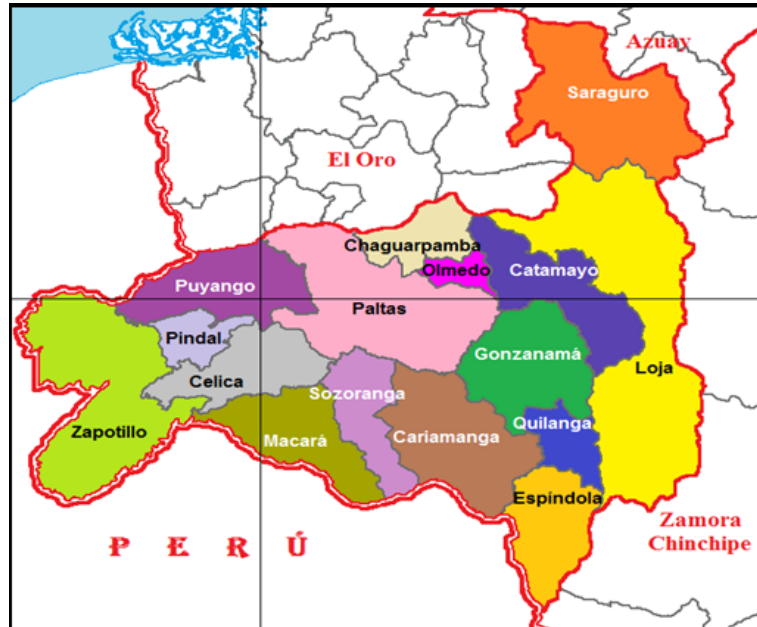 Azuay
Saraguro
El Oro
Chaguarpamba
Olmedo
Catamayo
Puyango
Paltas
Pindal
Gonzanamá
Loja
Celica
Sozoranga
Quilanga
Zapotillo
Macará
Cariamanga
Espíndola
Zamora
Chinchipe
P E R Ú